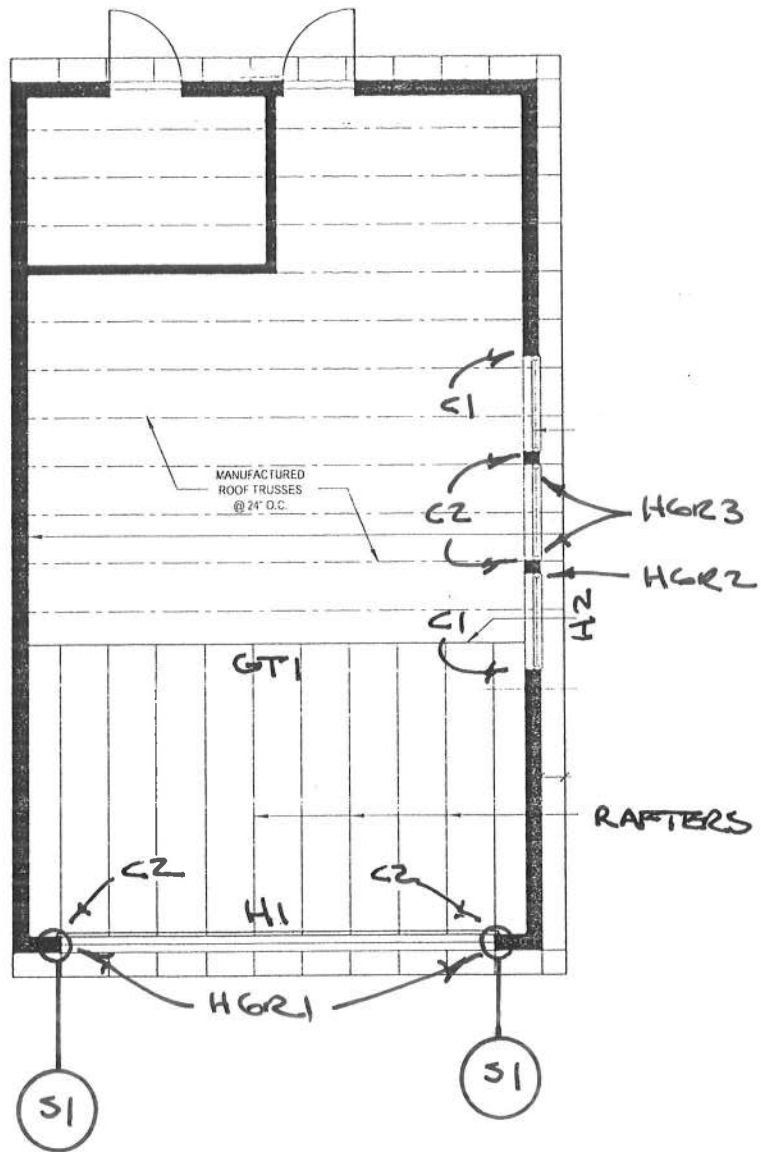 C1
MANUFACTURED
ROOF TRUSSES
@ 24" O.C.
C2
HGR3
HGR2
H2
C1
GT1
RAFTERS
C2
C2
H1
HGR1
S1
S1